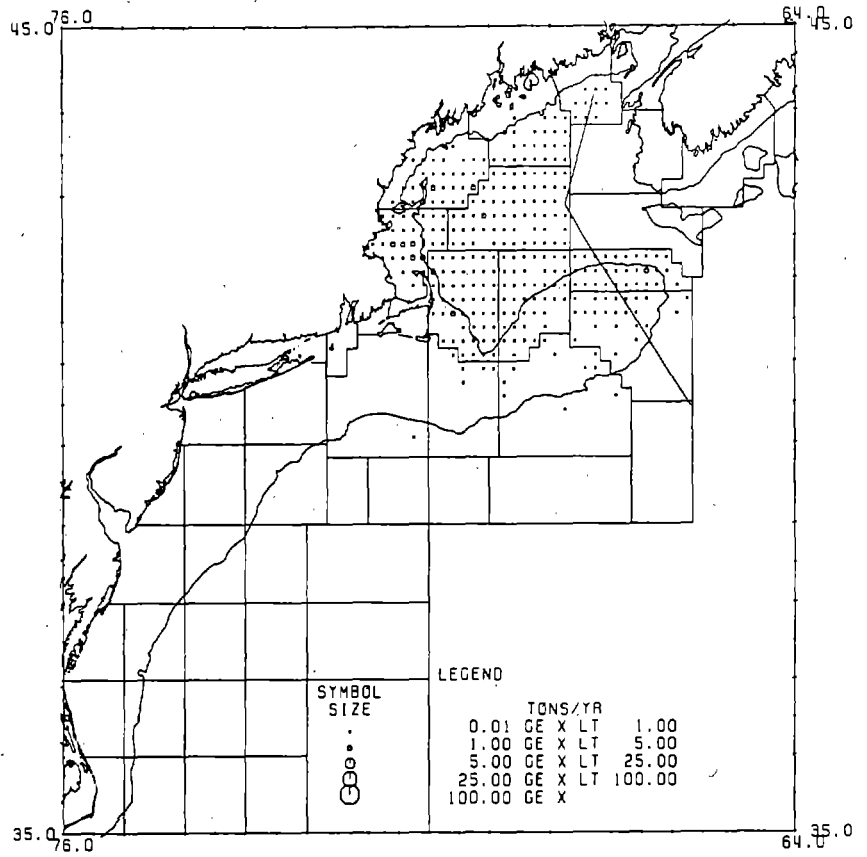 76.0 64.0
45.0 45.0
LEGEND
SYMBOL SIZE
TONS/YR
0.01 GE X LT 1.00
1.00 GE X LT 5.00
5.00 GE X LT 25.00
25.00 GE X LT 100.00
100.00 GE X
35.0 35.0
76.0 64.0